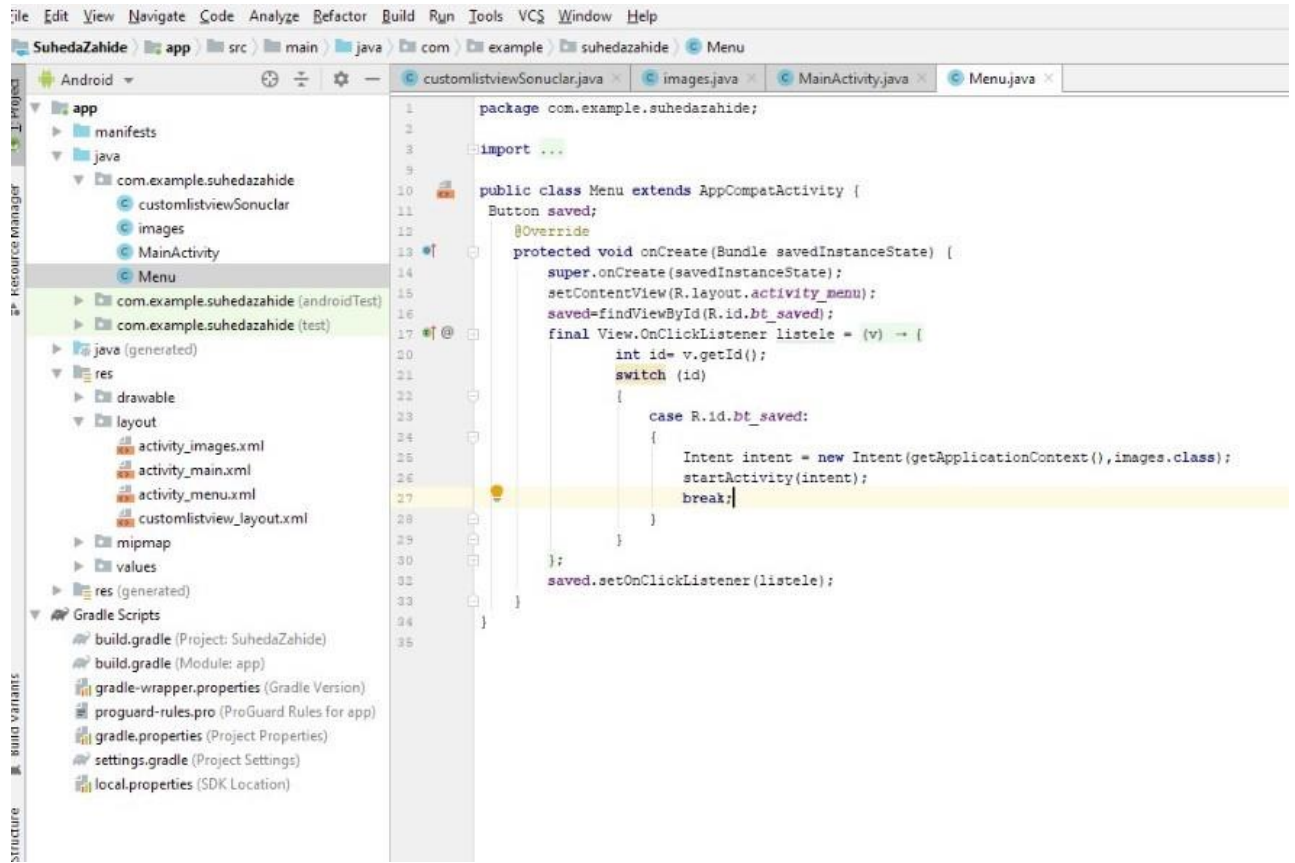 File Edit View Navigate Code Analyze Refactor Build Run Tools VCS Window Help
SuhedaZahide app src main java com example suhedazahide Menu
Android
customlistviewSonuclar.java images.java MainActivity.java Menu.java
1: Project
Resource Manager
Build Variants
Structure
app
manifests
java
com.example.suhedazahide
customlistviewSonuclar
images
MainActivity
Menu
com.example.suhedazahide (androidTest)
com.example.suhedazahide (test)
java (generated)
res
drawable
layout
activity_images.xml
activity_main.xml
activity_menu.xml
customlistview_layout.xml
mipmap
values
res (generated)
Gradle Scripts
build.gradle (Project: SuhedaZahide)
build.gradle (Module: app)
gradle-wrapper.properties (Gradle Version)
proguard-rules.pro (ProGuard Rules for app)
gradle.properties (Project Properties)
settings.gradle (Project Settings)
local.properties (SDK Location)
1 package com.example.suhedazahide;
2
3 import ...
9
10 public class Menu extends AppCompatActivity {
11 Button saved;
12 @Override
13 protected void onCreate(Bundle savedInstanceState) {
14 super.onCreate(savedInstanceState);
15 setContentView(R.layout.activity_menu);
16 saved=findViewById(R.id.bt_saved);
17 final View.OnClickListener listele = (v) → {
20 int id= v.getId();
21 switch (id)
22 {
23 case R.id.bt_saved:
24 {
25 Intent intent = new Intent(getApplicationContext(),images.class);
26 startActivity(intent);
27 break;
28 }
29 }
30 };
32 saved.setOnClickListener(listele);
33 }
34 }
35